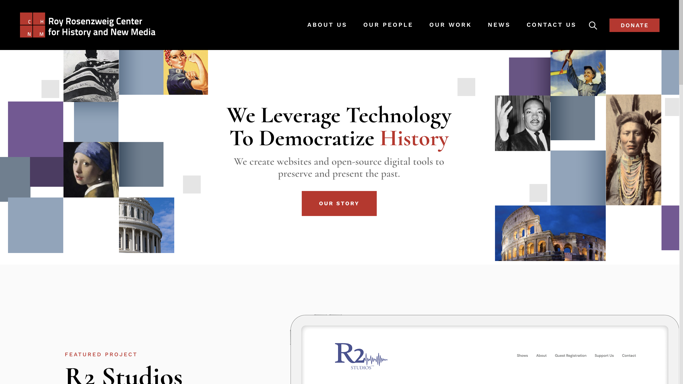 Roy Rosenzweig Center
for History and New Media
C H
N M
ABOUT US OUR PEOPLE OUR WORK NEWS CONTACT US DONATE
We Leverage Technology
To Democratize History
We create websites and open-source digital tools to
preserve and present the past.
OUR STORY
FEATURED PROJECT
R2 Studios
R2
STUDIOS
Shows About Guest Registration Support Us Contact